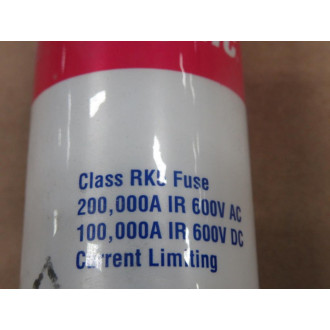 Class RK5 Fuse
200,000A IR 600V AC
100,000A IR 600V DC
Current Limiting